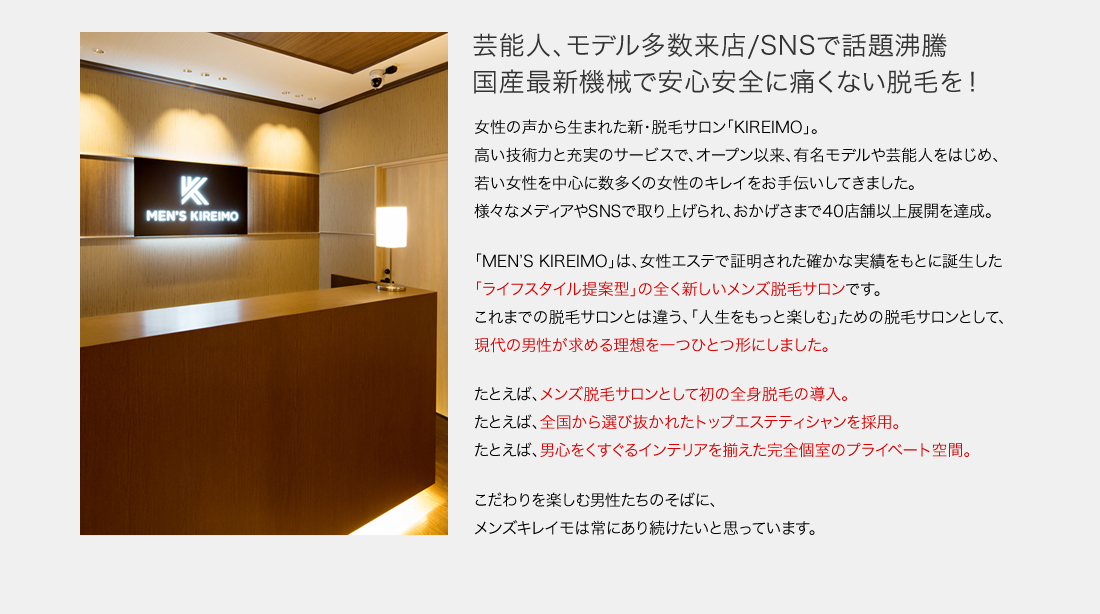 芸能人、モデル多数来店/SNSで話題沸騰
国産最新機械で安心安全に痛くない脱毛を！
女性の声から生まれた新・脱毛サロン「KIREIMO」。
高い技術力と充実のサービスで、オープン以来、有名モデルや芸能人をはじめ、
若い女性を中心に数多くの女性のキレイをお手伝いしてきました。
様々なメディアやSNSで取り上げられ、おかげさまで40店舗以上展開を達成。
「MEN'S KIREIMO」は、女性エステで証明された確かな実績をもとに誕生した
「ライフスタイル提案型」の全く新しいメンズ脱毛サロンです。
これまでの脱毛サロンとは違う、「人生をもっと楽しむ」ための脱毛サロンとして、
現代の男性が求める理想を一つひとつ形にしました。
たとえば、メンズ脱毛サロンとして初の全身脱毛の導入。
たとえば、全国から選び抜かれたトップエステティシャンを採用。
たとえば、男心をくすぐるインテリアを揃えた完全個室のプライベート空間。
こだわりを楽しむ男性たちのそばに、
メンズキレイモは常にあり続けたいと思っています。
MEN'S KIREIMO